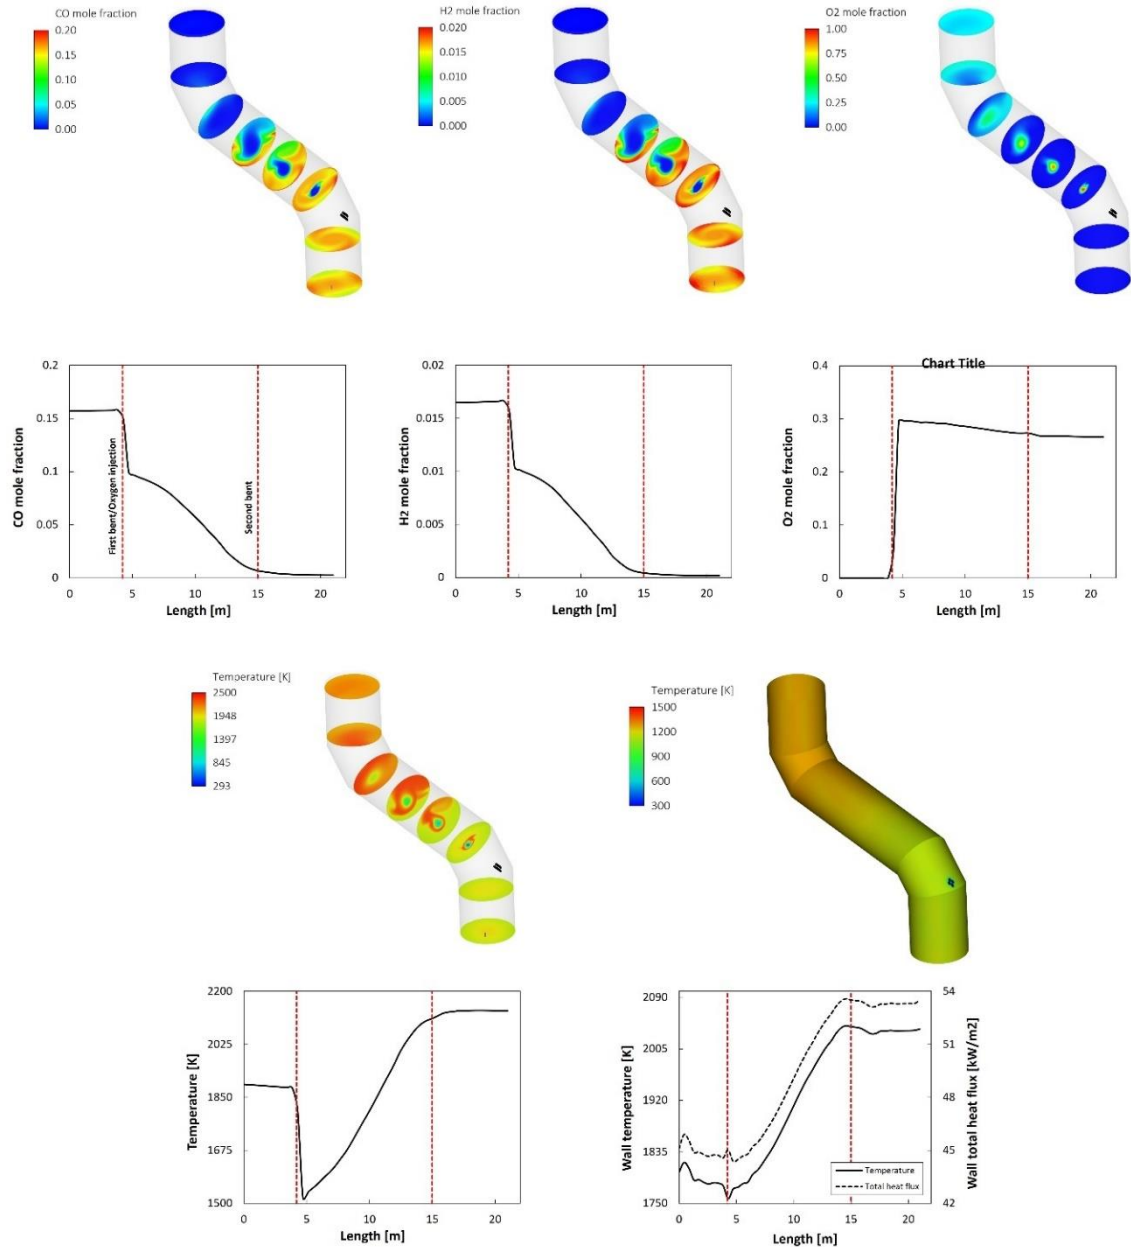 CO mole fraction
0.20
0.15
0.10
0.05
0.00
H2 mole fraction
0.020
0.015
0.010
0.005
0.000
O2 mole fraction
1.00
0.75
0.50
0.25
0.00
CO mole fraction
0.2
0.15
0.1
0.05
0
First bent/Oxygen injection
Second bent
0 5 10 15 20
Length [m]
H2 mole fraction
0.02
0.015
0.01
0.005
0
0 5 10 15 20
Length [m]
Chart Title
O2 mole fraction
0.4
0.3
0.2
0.1
0
0 5 10 15 20
Length [m]
Temperature [K]
2500
1948
1397
845
293
Temperature [K]
1500
1200
900
600
300
Temperature [K]
2200
2025
1850
1675
1500
0 5 10 15 20
Length [m]
Wall temperature [K]
2090
2005
1920
1835
1750
54
51
48
45
42
Wall total heat flux [kW/m2]
Temperature
Total heat flux
0 5 10 15 20
Length [m]